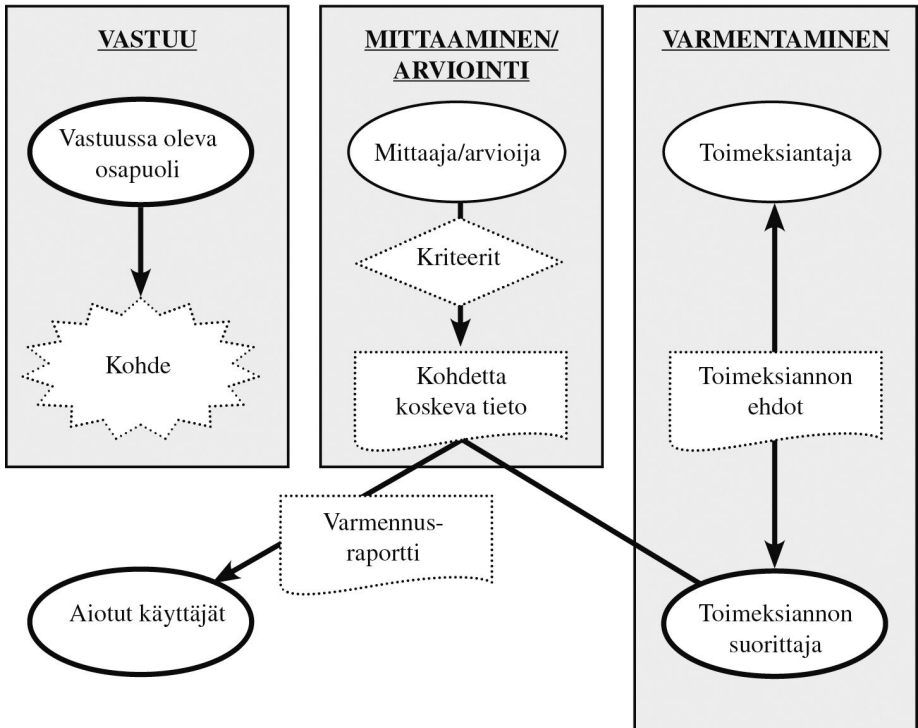 VASTUU
Vastuussa oleva
osapuoli
Kohde
MITTAAMINEN/
ARVIOINTI
Mittaaja/arvioija
Kriteerit
Kohdetta
koskeva tieto
VARMENTAMINEN
Toimeksiantaja
Toimeksiannon
ehdot
Varmennus-
raportti
Aiotut käyttäjät
Toimeksiannon
suorittaja